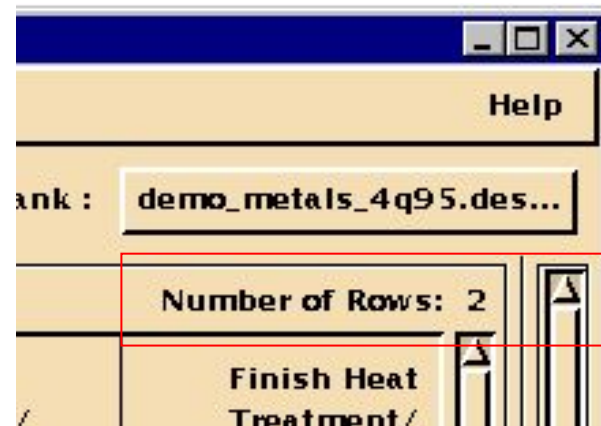 Help
ank : demo_metals_4q95.des...
Number of Rows: 2
Finish Heat
/ Treatment/